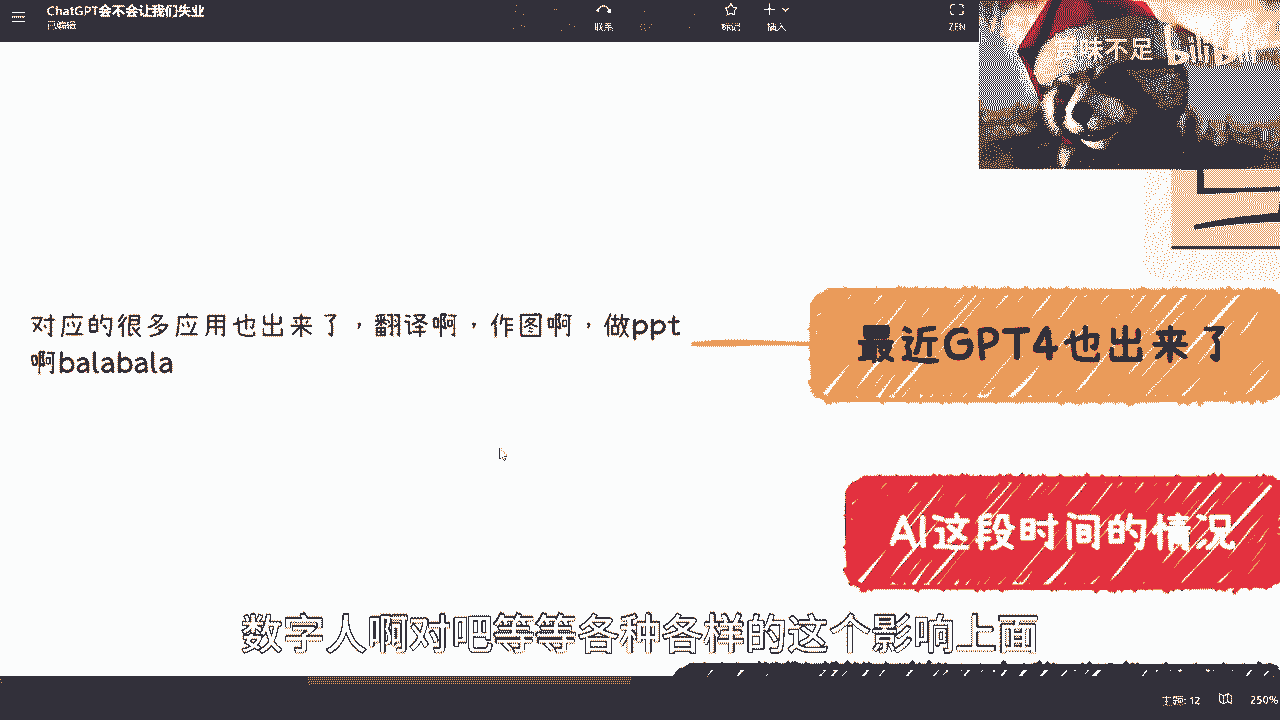 ChatGPT会不会让我们失业
已编辑
联系
标记
插入
ZEN
赛味不足 bilibili
对应的很多应用也出来了，翻译啊，作图啊，做ppt
啊balabala
最近GPT4也出来了
AI这段时间的情况
数字人啊对吧等等各种各样的这个影响上面
主题: 12
250%